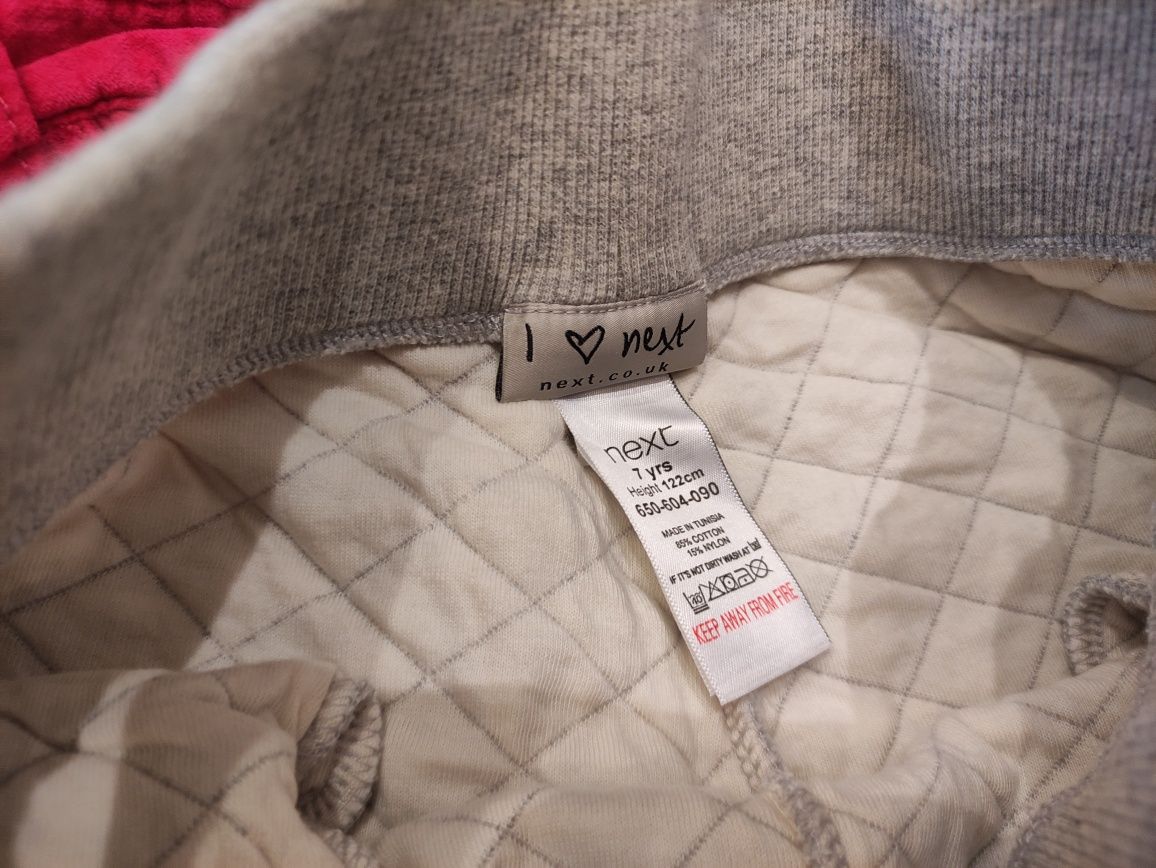 I ♡ next
next.co.uk
next
7 yrs
Height 122cm
650-604-090
MADE IN TUNISIA
85% COTTON
15% NYLON
IF IT'S NOT DIRTY WASH AT
40
KEEP AWAY FROM FIRE